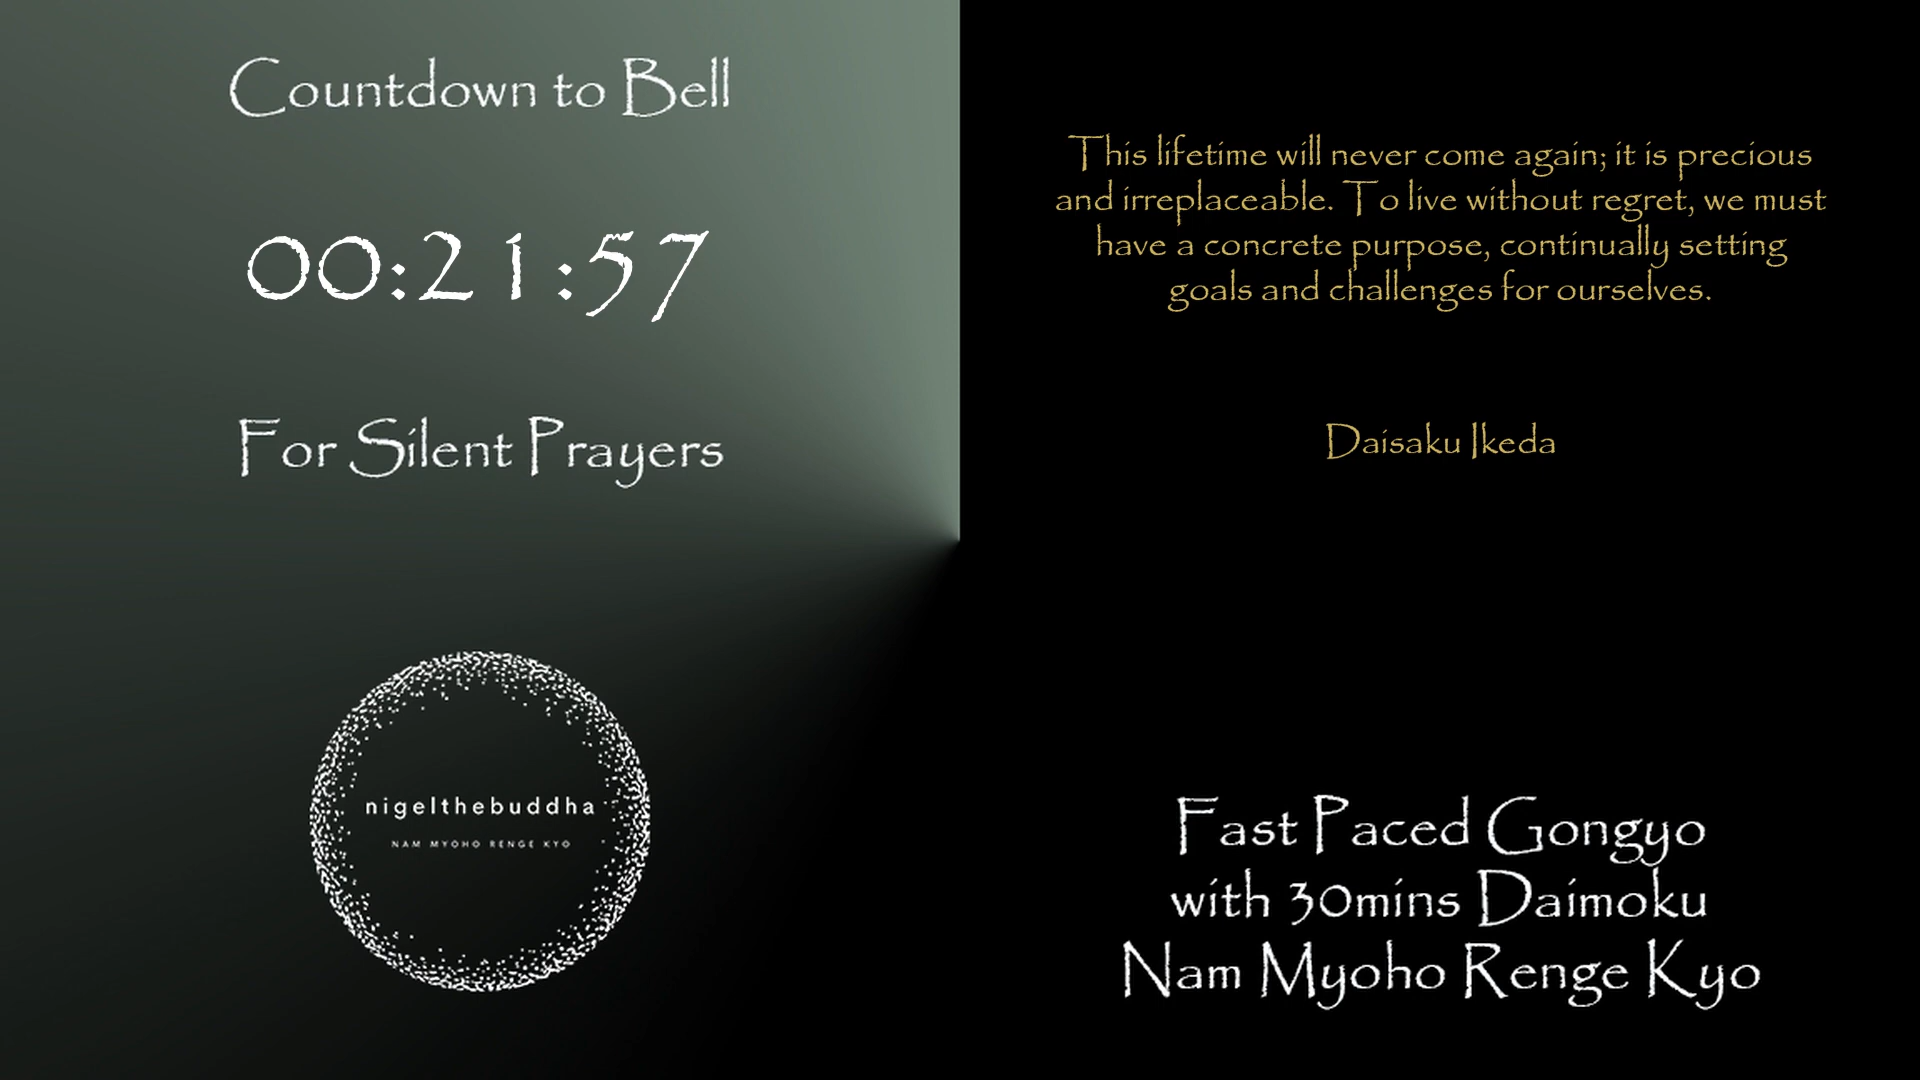 Countdown to Bell
00:21:57
For Silent Prayers
nigelthebuddha
NAM MYOHO RENGE KYO
This lifetime will never come again; it is precious
and irreplaceable. To live without regret, we must
have a concrete purpose, continually setting
goals and challenges for ourselves.
Daisaku Ikeda
Fast Paced Gongyo
with 30mins Daimoku
Nam Myoho Renge Kyo